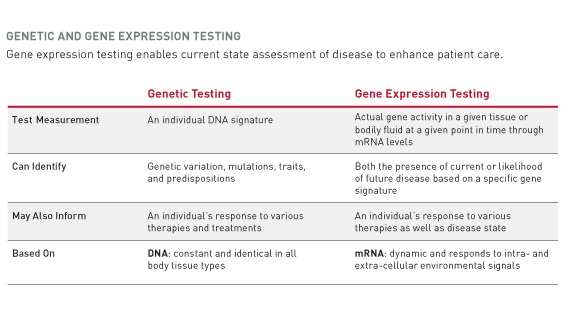 GENETIC AND GENE EXPRESSION TESTING
Gene expression testing enables current state assessment of disease to enhance patient care.
Genetic Testing
Gene Expression Testing
Test Measurement
An individual DNA signature
Actual gene activity in a given tissue or
bodily fluid at a given point in time through
mRNA levels
Can Identify
Genetic variation, mutations, traits,
and predispositions
Both the presence of current or likelihood
of future disease based on a specific gene
signature
May Also Inform
An individual's response to various
therapies and treatments
An individual's response to various
therapies as well as disease state
Based On
DNA: constant and identical in all
body tissue types
mRNA: dynamic and responds to intra- and
extra-cellular environmental signals